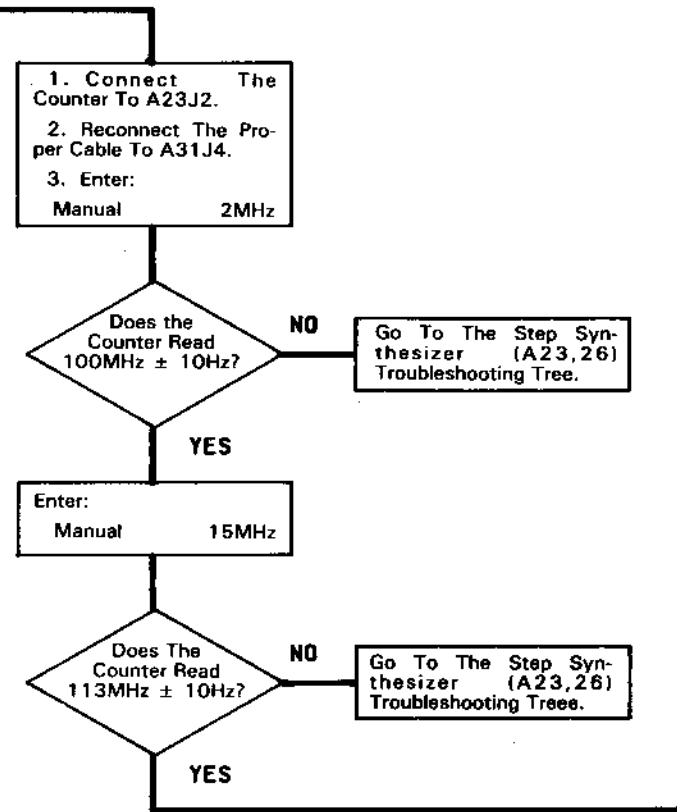 1. Connect The
Counter To A23J2.
2. Reconnect The Pro-
per Cable To A31J4.
3. Enter:
Manual 2MHz
Does the
Counter Read
100MHz ± 10Hz?
NO
Go To The Step Syn-
thesizer (A23,26)
Troubleshooting Tree.
YES
Enter:
Manual 15MHz
Does The
Counter Read
113MHz ± 10Hz?
NO
Go To The Step Syn-
thesizer (A23,26)
Troubleshooting Treee.
YES